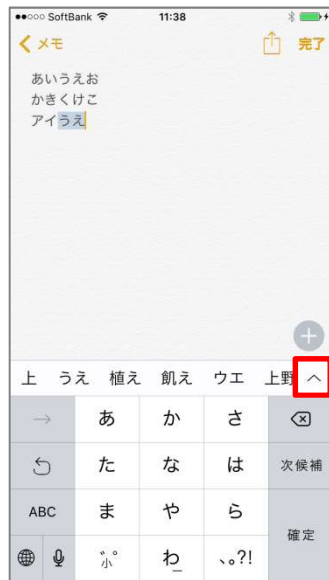 SoftBank 11:38
メモ 完了
あいうえお
かきくけこ
アイうえ
上 うえ 植え 飼え ウエ 上野
→ あ か さ
た な は 次候補
ABC ま や ら
確定
゛゜小 わ 、。?!